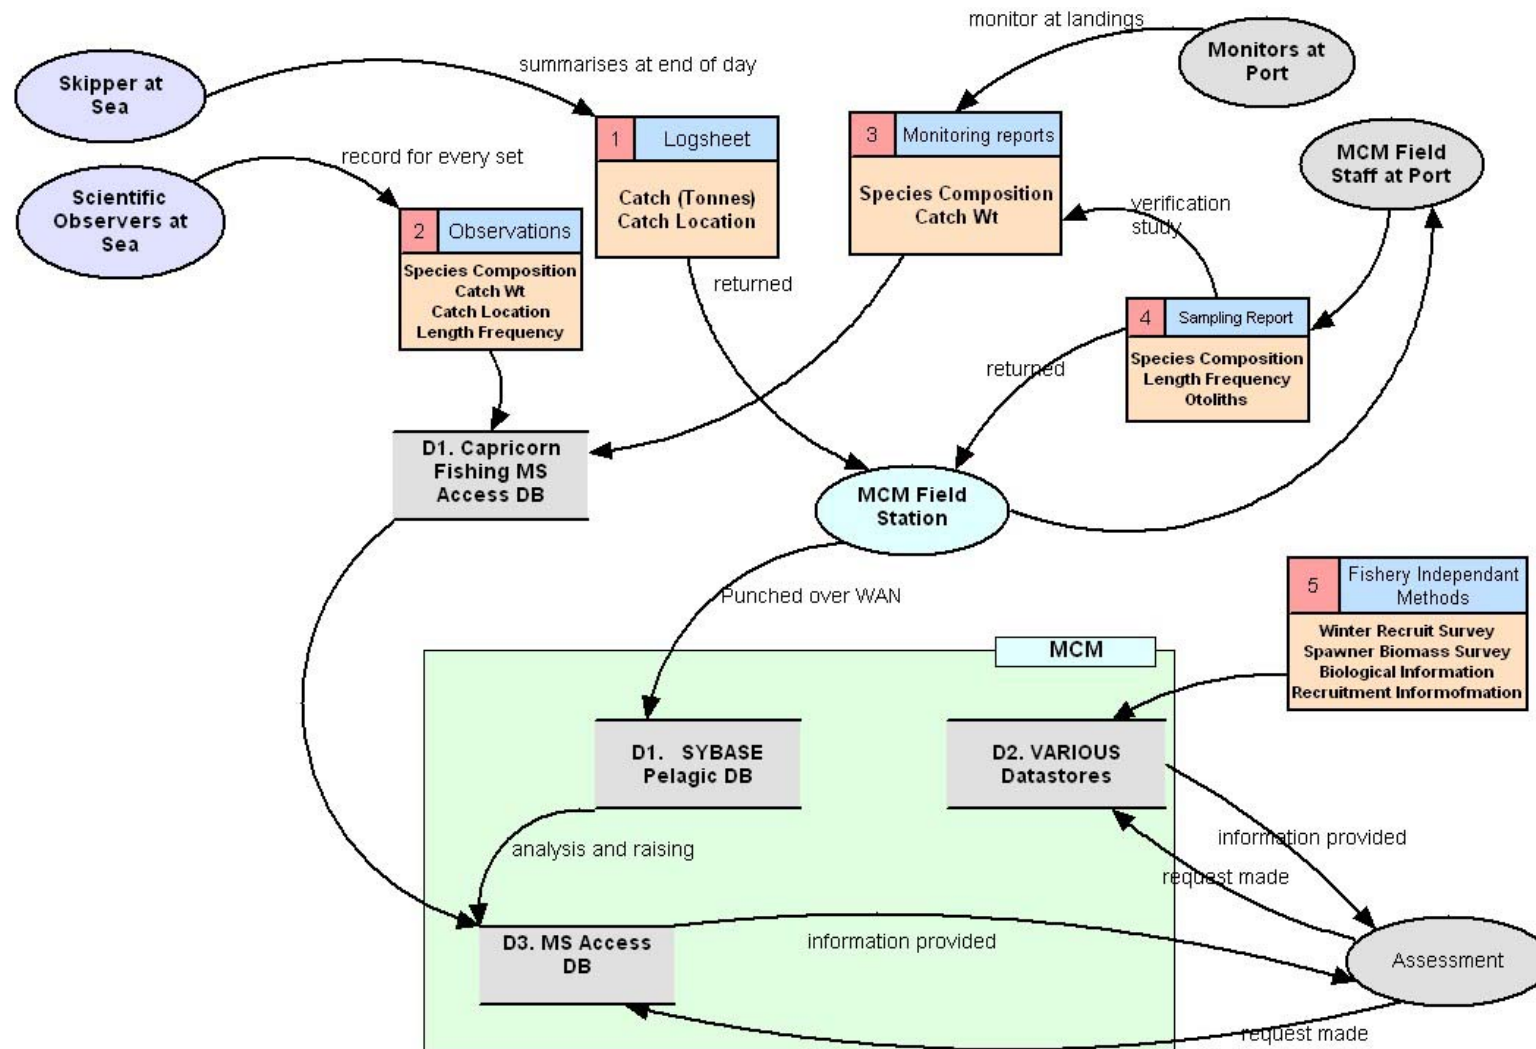 monitor at landings
Monitors at
Port
Skipper at
Sea
summarises at end of day
1
Logsheet
Catch (Tonnes)
Catch Location
3
Monitoring reports
Species Composition
Catch Wt
MCM Field
Staff at Port
Scientific
Observers at
Sea
record for every set
2
Observations
Species Composition
Catch Wt
Catch Location
Length Frequency
verification
study
returned
4
Sampling Report
Species Composition
Length Frequency
Otoliths
returned
D1. Capricorn
Fishing MS
Access DB
MCM Field
Station
Punched over WAN
5
Fishery Independant
Methods
Winter Recruit Survey
Spawner Biomass Survey
Biological Information
Recruitment Informofmation
MCM
D1. SYBASE
Pelagic DB
D2. VARIOUS
Datastores
analysis and raising
information provided
request made
D3. MS Access
DB
information provided
Assessment
request made